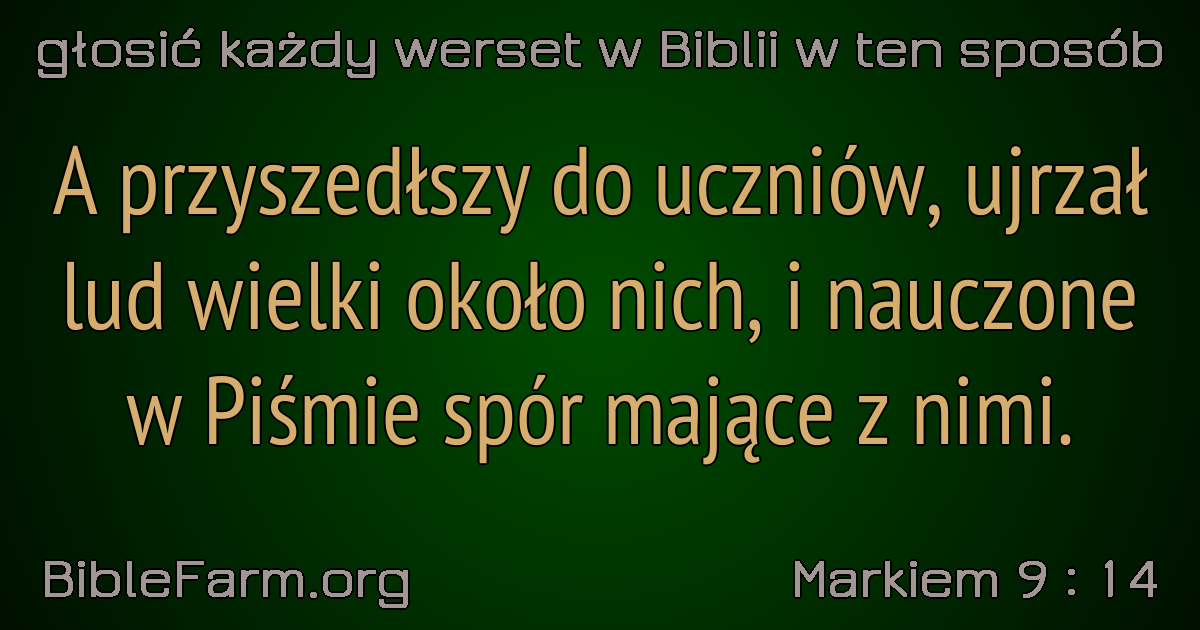 głosić każdy werset w Biblii w ten sposób
A przyszedłszy do uczniów, ujrzał
lud wielki około nich, i nauczone
w Piśmie spór mające z nimi.
BibleFarm.org
Markiem 9 : 14